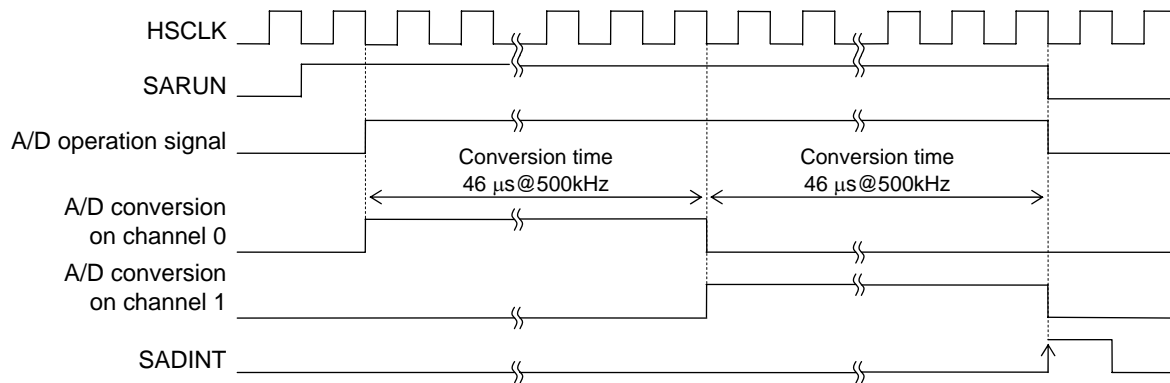 HSCLK
SARUN
A/D operation signal
Conversion time
46 μs@500kHz
Conversion time
46 μs@500kHz
A/D conversion
on channel 0
A/D conversion
on channel 1
SADINT